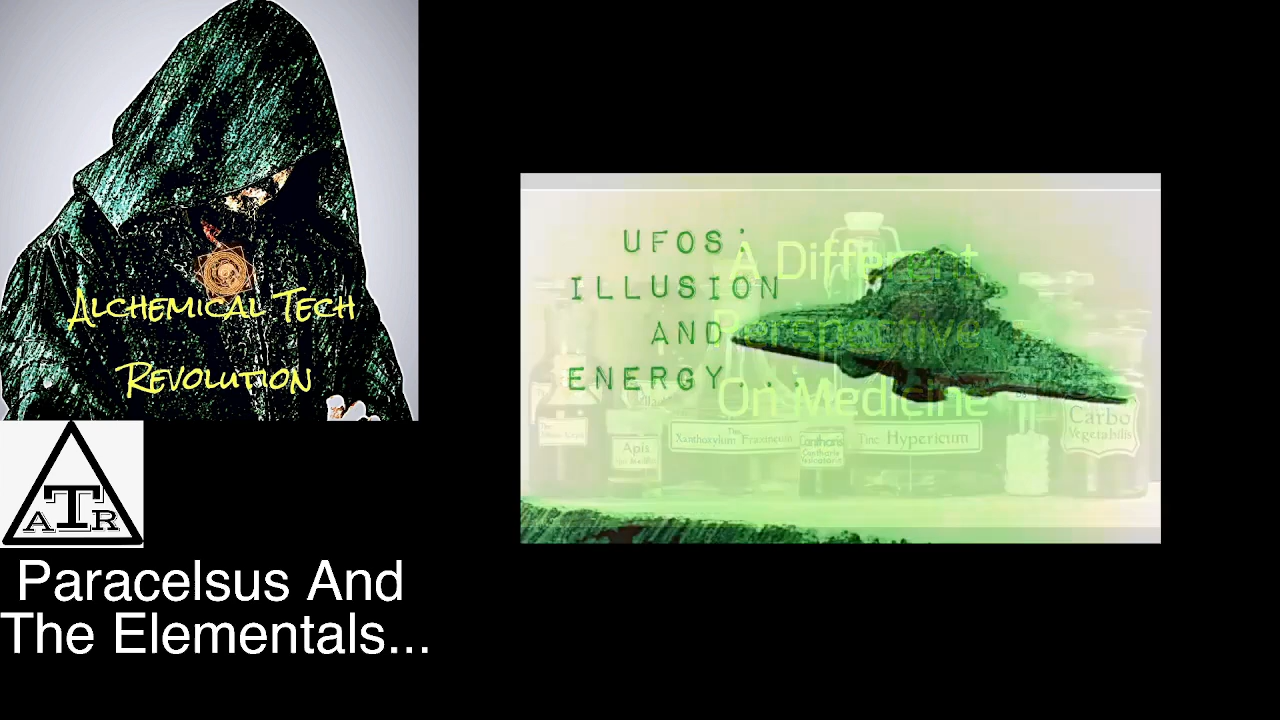 Alchemical Tech
Revolution
ATR
Paracelsus And
The Elementals...
UFOS:
ILLUSION
AND
ENERGY ...
A Different
Perspective
On Medicine
Apis
Xanthoxylum Fraxineum
Cantharis
Tinc Hypericum
Carbo
Vegetabilis